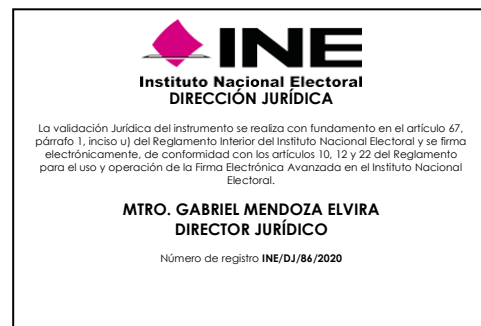 INE
Instituto Nacional Electoral
DIRECCIÓN JURÍDICA
La validación Jurídica del instrumento se realiza con fundamento en el artículo 67,
párrafo 1, inciso u) del Reglamento Interior del Instituto Nacional Electoral y se firma
electrónicamente, de conformidad con los artículos 10, 12 y 22 del Reglamento
para el uso y operación de la Firma Electrónica Avanzada en el Instituto Nacional
Electoral.
MTRO. GABRIEL MENDOZA ELVIRA
DIRECTOR JURÍDICO
Número de registro INE/DJ/86/2020